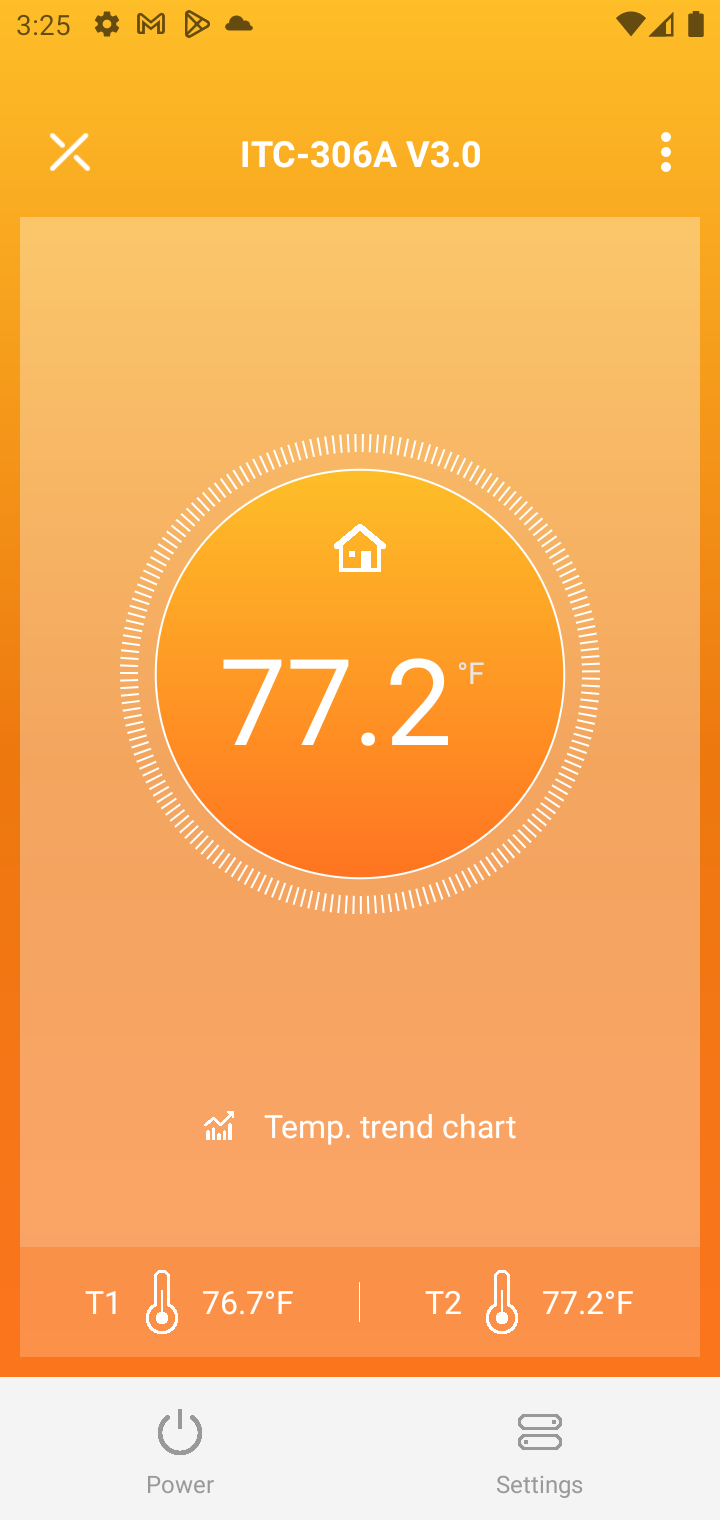 3:25
ITC-306A V3.0
77.2 °F
Temp. trend chart
T1 76.7°F T2 77.2°F
Power Settings